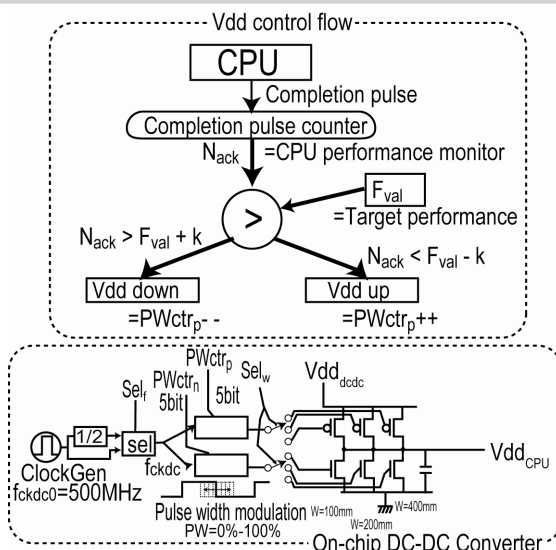 Vdd control flow
CPU
Completion pulse
Completion pulse counter
N_ack =CPU performance monitor
>
F_val
=Target performance
N_ack > F_val + k
N_ack < F_val - k
Vdd down
Vdd up
=PWctr_p--
=PWctr_p++
PWctr_p
5bit
Sel_w
Vdd_dcdc
PWctr_n
5bit
Sel_f
1/2
sel
f_ckdc
Vdd_CPU
ClockGen
f_ckdc0=500MHz
Pulse width modulation
PW=0%-100%
W=100mm
W=200mm
W=400mm
On-chip DC-DC Converter